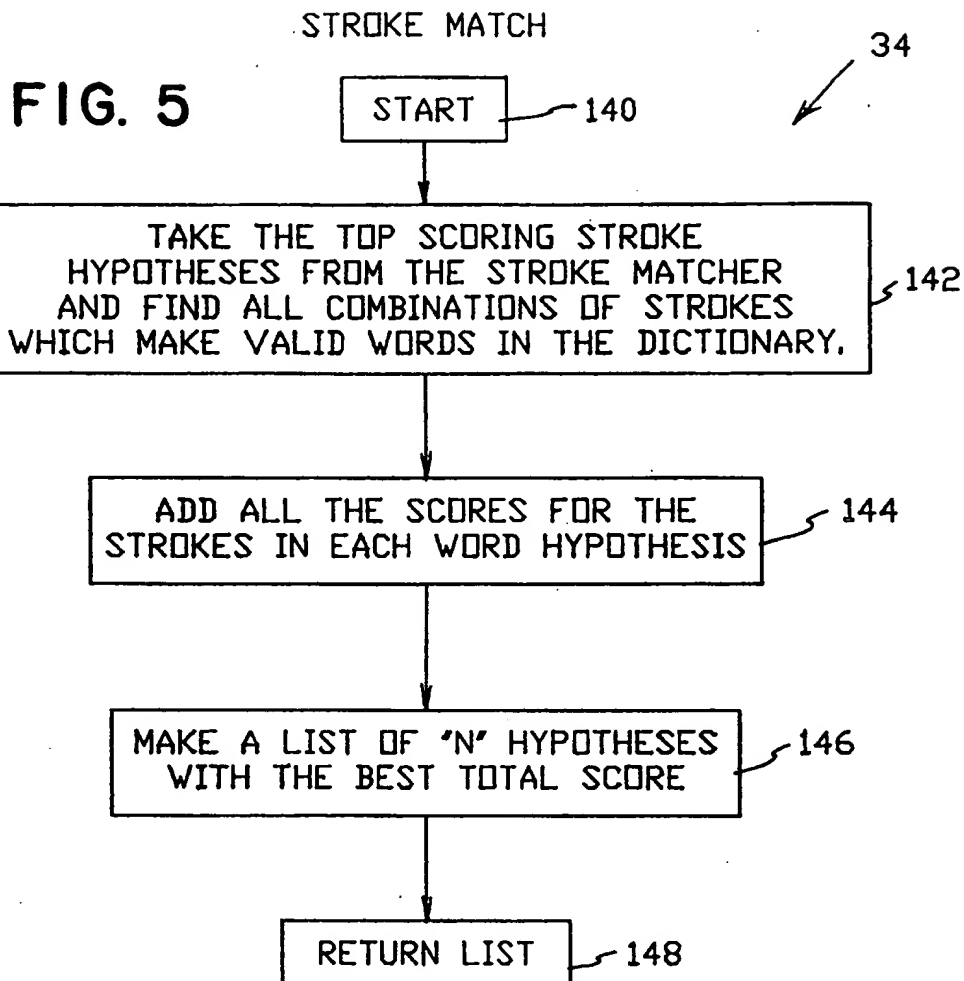 STROKE MATCH
34
FIG. 5
START
140
TAKE THE TOP SCORING STROKE
HYPOTHESES FROM THE STROKE MATCHER
AND FIND ALL COMBINATIONS OF STROKES
WHICH MAKE VALID WORDS IN THE DICTIONARY.
142
ADD ALL THE SCORES FOR THE
STROKES IN EACH WORD HYPOTHESIS
144
MAKE A LIST OF "N" HYPOTHESES
WITH THE BEST TOTAL SCORE
146
RETURN LIST
148